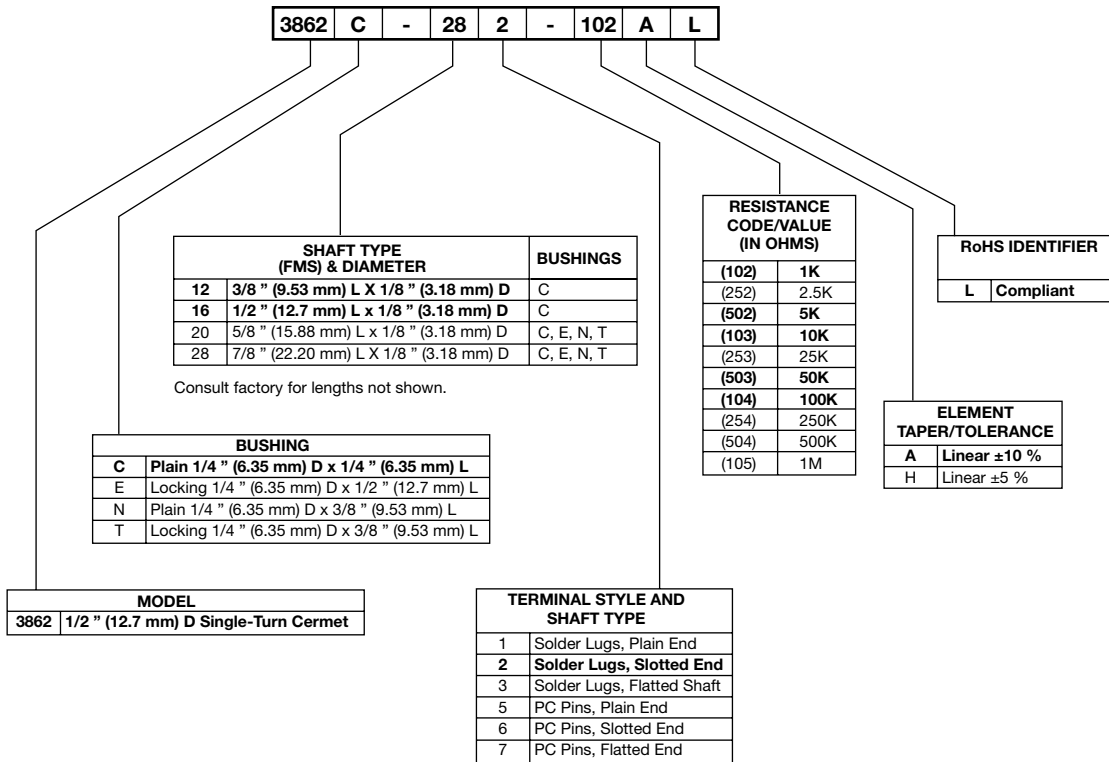 3862 C - 28 2 - 102 A L
SHAFT TYPE
(FMS) & DIAMETER
BUSHINGS
12 3/8 ” (9.53 mm) L X 1/8 ” (3.18 mm) D C
16 1/2 ” (12.7 mm) L x 1/8 ” (3.18 mm) D C
20 5/8 ” (15.88 mm) L x 1/8 ” (3.18 mm) D C, E, N, T
28 7/8 ” (22.20 mm) L X 1/8 ” (3.18 mm) D C, E, N, T
Consult factory for lengths not shown.
BUSHING
C Plain 1/4 ” (6.35 mm) D x 1/4 ” (6.35 mm) L
E Locking 1/4 ” (6.35 mm) D x 1/2 ” (12.7 mm) L
N Plain 1/4 ” (6.35 mm) D x 3/8 ” (9.53 mm) L
T Locking 1/4 ” (6.35 mm) D x 3/8 ” (9.53 mm) L
MODEL
3862 1/2 ” (12.7 mm) D Single-Turn Cermet
TERMINAL STYLE AND
SHAFT TYPE
1 Solder Lugs, Plain End
2 Solder Lugs, Slotted End
3 Solder Lugs, Flatted Shaft
5 PC Pins, Plain End
6 PC Pins, Slotted End
7 PC Pins, Flatted End
RESISTANCE
CODE/VALUE
(IN OHMS)
(102) 1K
(252) 2.5K
(502) 5K
(103) 10K
(253) 25K
(503) 50K
(104) 100K
(254) 250K
(504) 500K
(105) 1M
ELEMENT
TAPER/TOLERANCE
A Linear ±10 %
H Linear ±5 %
RoHS IDENTIFIER
L Compliant